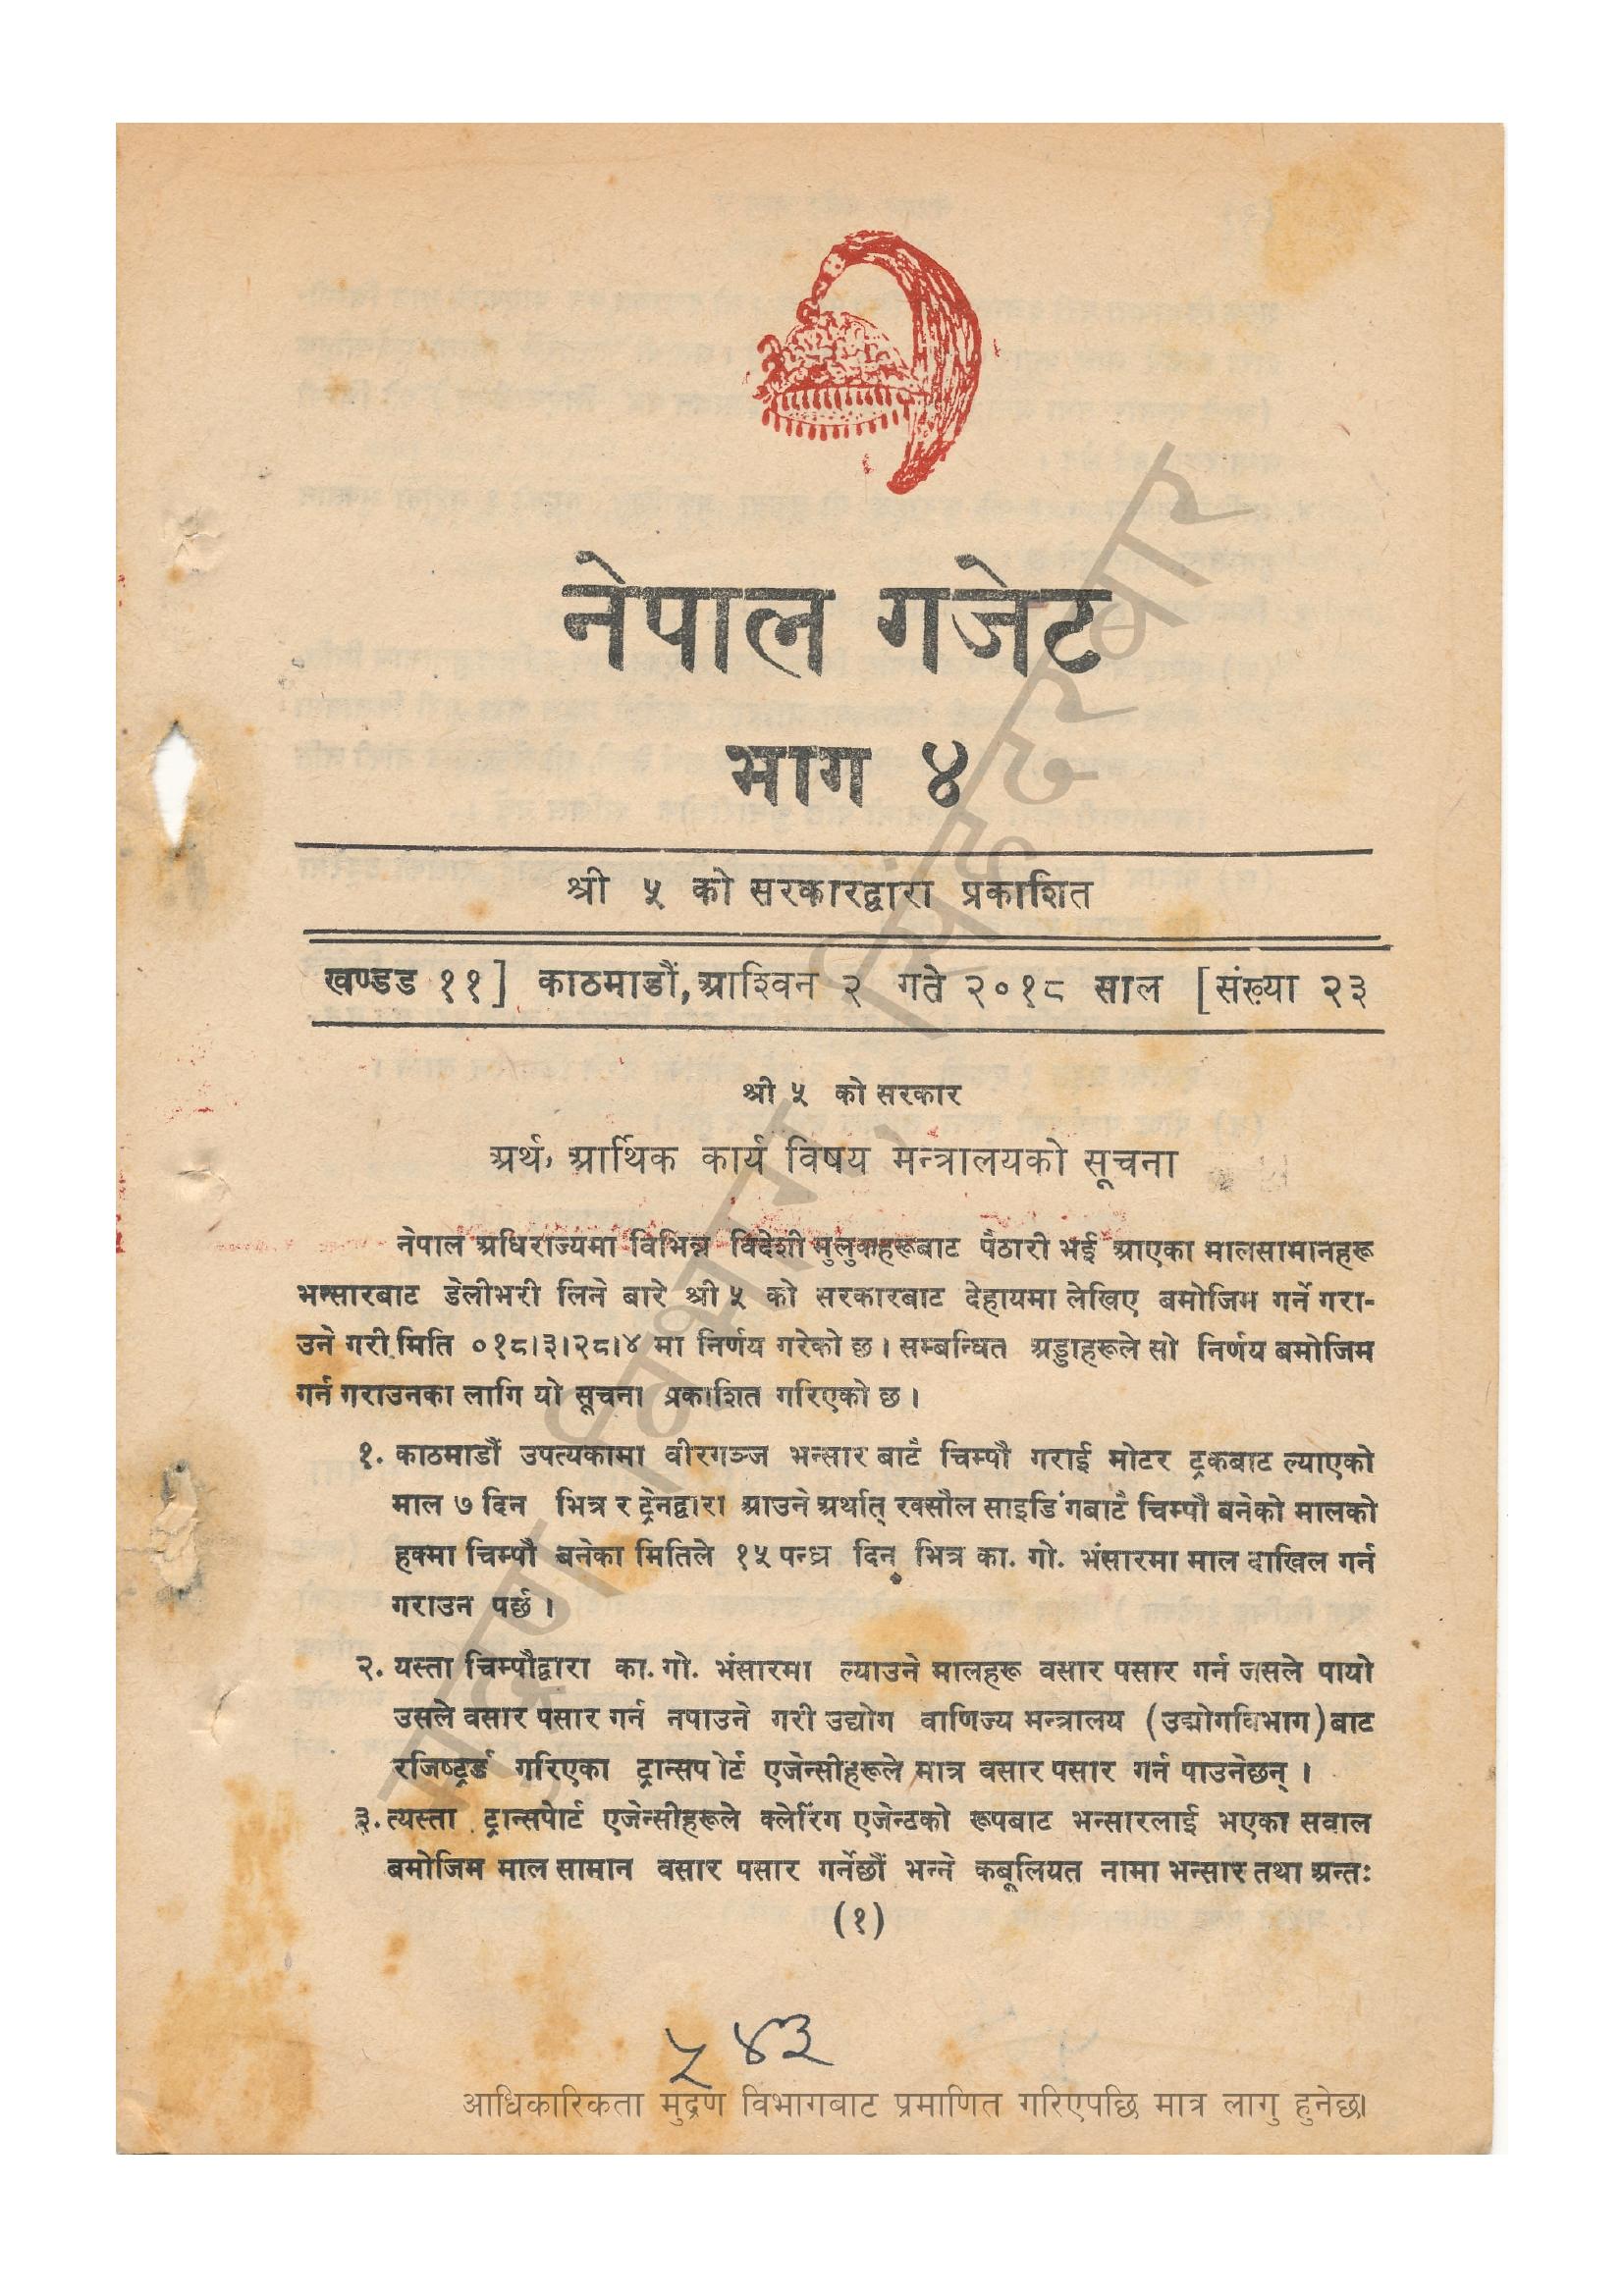 नेपाल गजेट
भाग ४
श्री ५ को सरकारद्वारा प्रकाशित
खण्डड ११] काठमाडौं, आश्विन २ गते २०१८ साल [संख्या २३
श्री ५ को सरकार
अर्थ, आर्थिक कार्य विषय मन्त्रालयको सूचना
नेपाल अधिराज्यमा विभिन्न विदेशी मुलुकहरूबाट पैठारी भई आएका मालसामानहरू
भन्सारबाट डेलीभरी लिने बारे श्री ५ को सरकारबाट देहायमा लेखिए बमोजिम गर्ने गरा-
उने गरी मिति ०१८।३।२८।४ मा निर्णय गरेको छ। सम्बन्धित अड्डाहरूले सो निर्णय बमोजिम
गर्न गराउनका लागि यो सूचना प्रकाशित गरिएको छ।
१. काठमाडौं उपत्यकामा वीरगञ्ज भन्सार बाटै चिम्पौ गराई मोटर ट्रकबाट ल्याएको
माल ७ दिन भित्र र ट्रेनद्वारा आउने अर्थात् रक्सौल साइडिंगबाटै चिम्पौ बनेको मालको
हक्मा चिम्पौ बनेका मितिले १५ पन्ध्र दिन भित्र का. गो. भंसारमा माल दाखिल गर्न
गराउन पर्छ।
२. यस्ता चिम्पौद्वारा का. गो. भंसारमा ल्याउने मालहरू वसार पसार गर्न जसले पायो
उसले वसार पसार गर्न नपाउने गरी उद्योग वाणिज्य मन्त्रालय (उद्योगविभाग) बाट
रजिष्ट्रर्ड गरिएका ट्रान्सपोर्ट एजेन्सीहरूले मात्र वसार पसार गर्न पाउनेछन्।
३. त्यस्ता ट्रान्सपोर्ट एजेन्सीहरूले क्लेरिंग एजेन्टको रूपबाट भन्सारलाई भएका सवाल
बमोजिम माल सामान वसार पसार गर्नेछौं भन्ने कबूलियत नामा भन्सार तथा अन्तः
(१)
५४३
आधिकारिकता मुद्रण विभागबाट प्रमाणित गरिएपछि मात्र लागु हुनेछ।
मुद्रण विभाग, सिंहदरबार